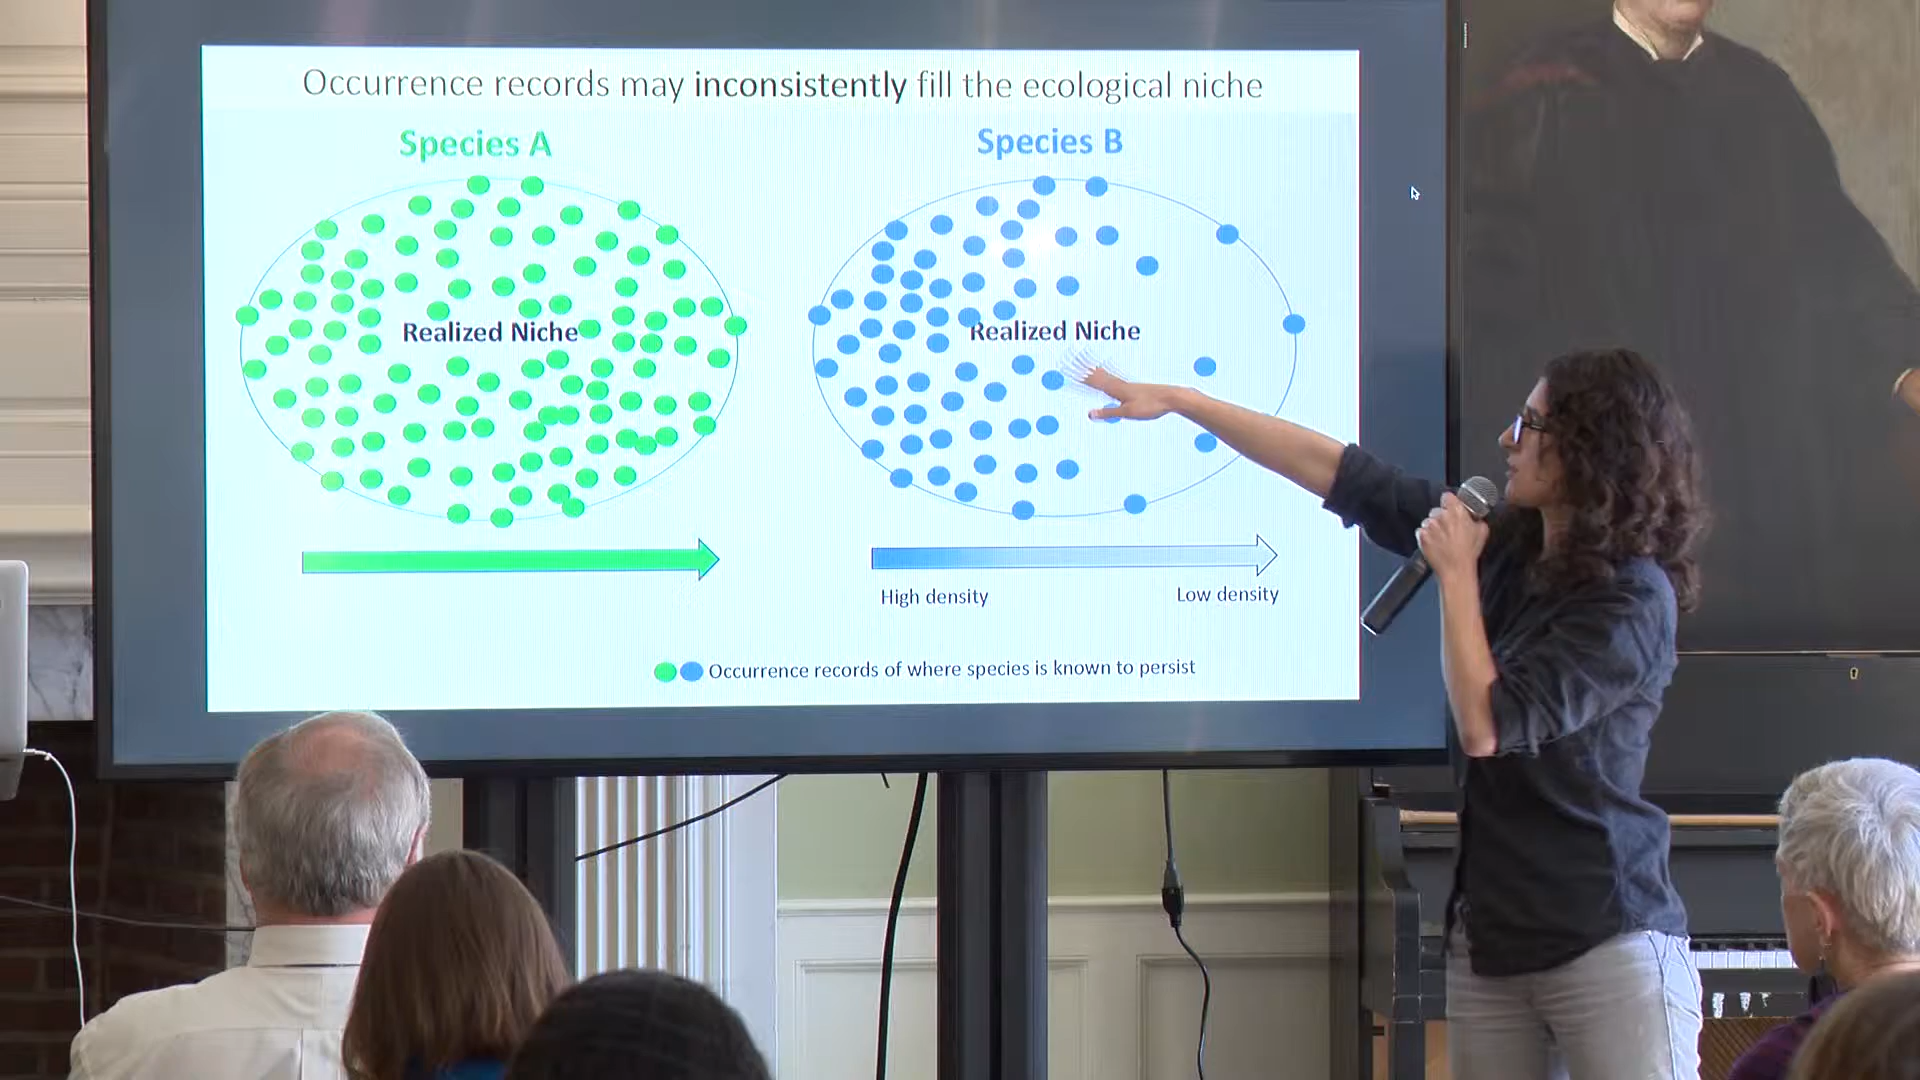 Occurrence records may inconsistently fill the ecological niche
Species A
Species B
Realized Niche
Realized Niche
High density
Low density
Occurrence records of where species is known to persist